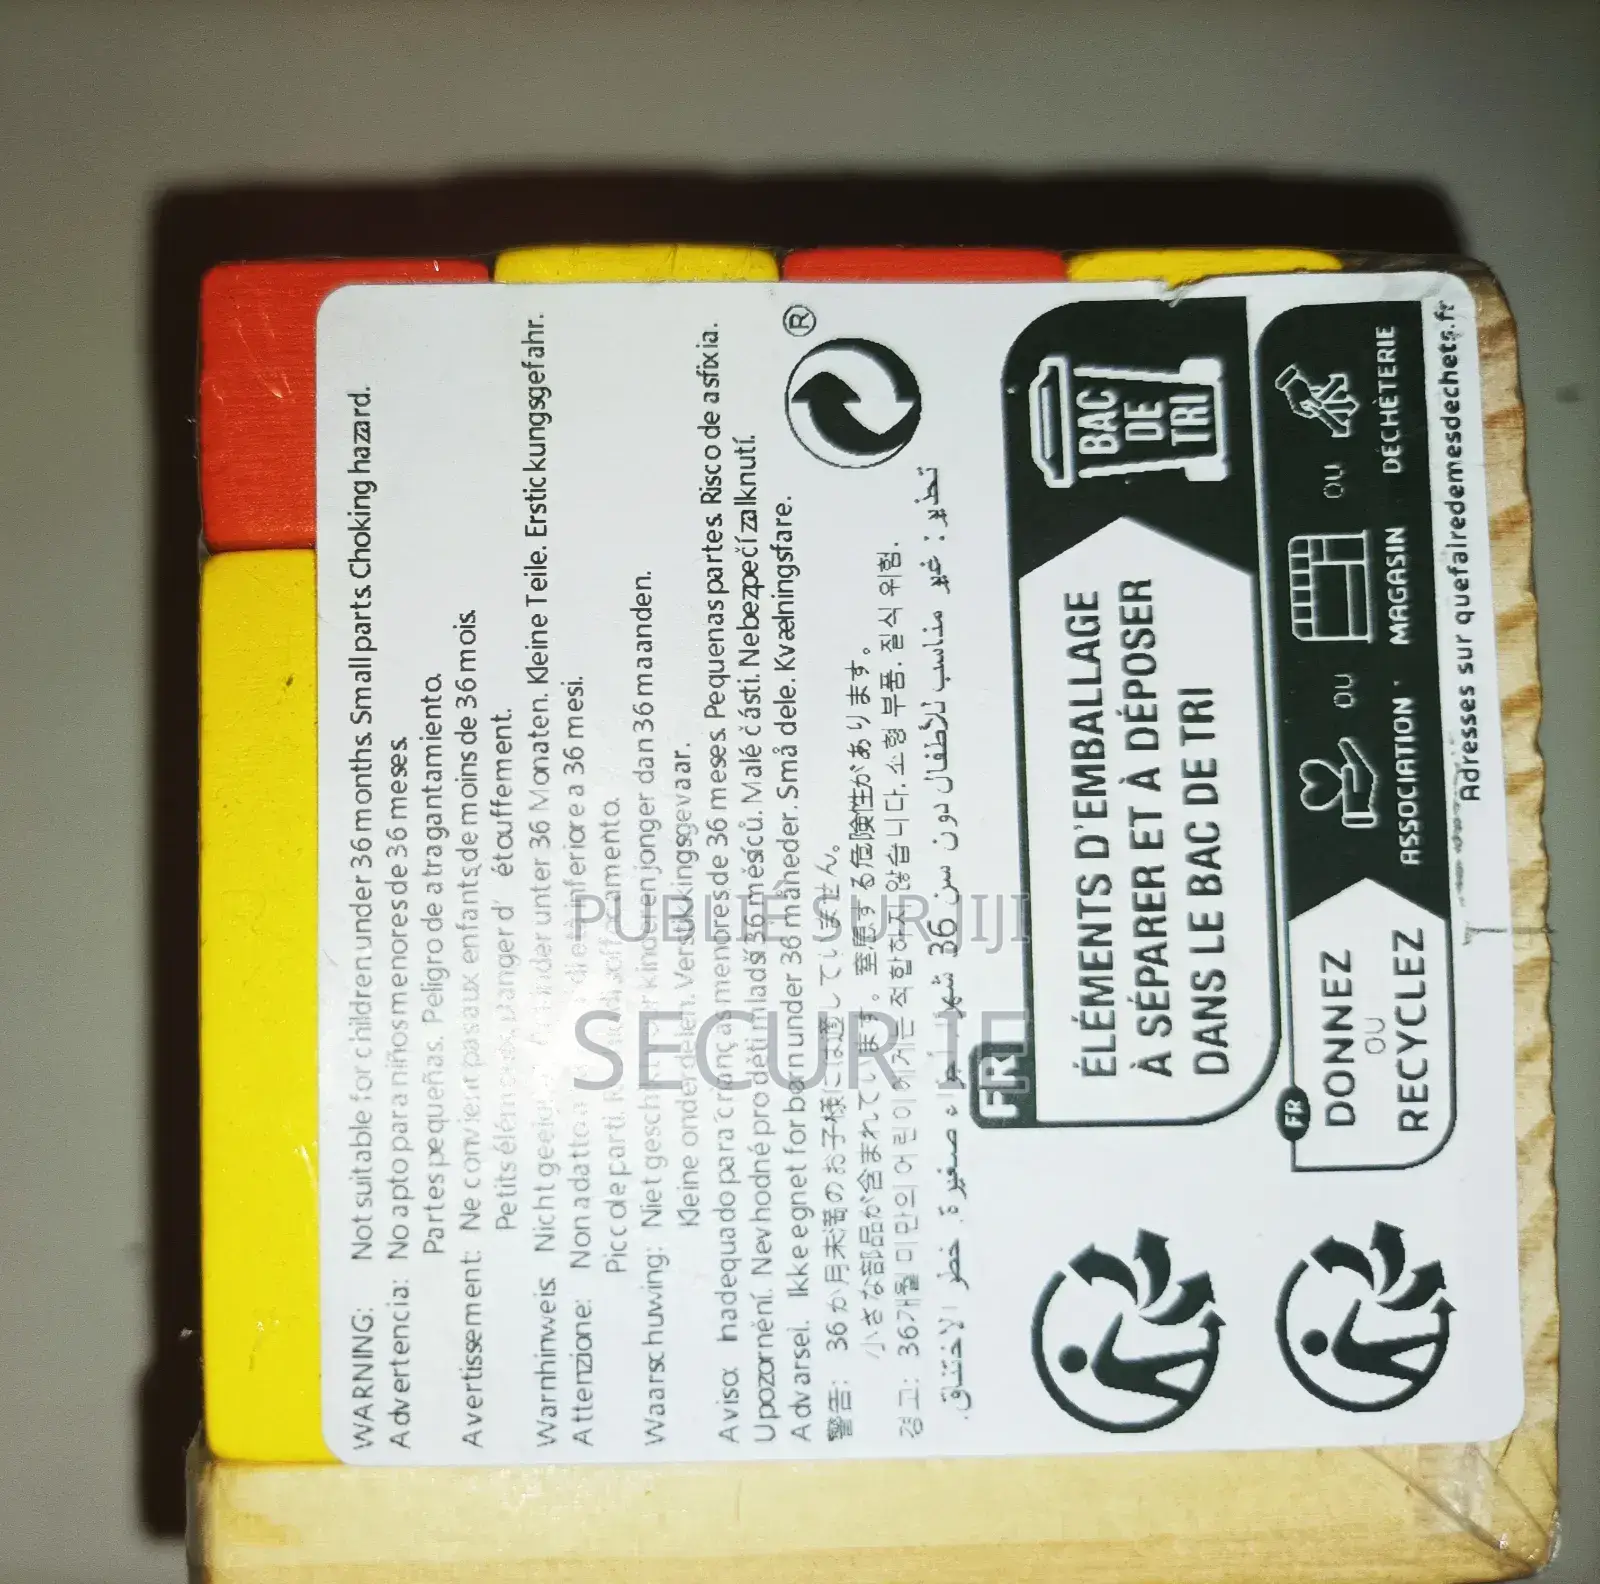 WARNING: Not suitable for children under 36 months. Small parts. Choking hazard.
Advertencia: No apto para niños menores de 36 meses.
Partes pequeñas. Peligro de atragantamiento.
Avertissement: Ne convient pas aux enfants de moins de 36 mois.
Petits danger d’ étouffement.
Warnhinweis Nicht unter 36 Monaten. Kleine Teile. Erstickungsgefahr.
Attenzione: Non adatto a di età inferiore a 36 mesi.
Piccole parti. soffocamento.
Waarschuwing: Niet geschikt voor kinderen jonger dan 36 maanden.
Kleine onderdelen. Verstikkingsgevaar.
Aviso: Inadequado para crianças menores de 36 meses. Pequenas partes. Risco de asfixia.
Upozornění. Nevhodné pro děti mladší 36 měsíců. Malé části. Nebezpečí zalknutí.
Advarsel. Ikke egnet for børn under 36 måneder. Små dele. Kvælningsfare.
警告: 36か月未満のお子様には適していません。
小さな部品が含まれています。窒息する危険性があります。
경고: 36개월 미만의 어린이에게는 적합하지 않습니다. 소형 부품. 질식 위험.
تحذير: غير مناسب للأطفال دون سن 36 شهرا. أجزاء صغيرة. خطر الاختناق.
®
FR
ÉLÉMENTS D'EMBALLAGE
À SÉPARER ET À DÉPOSER
DANS LE BAC DE TRI
BAC
DE
TRI
FR
DONNEZ
OU
RECYCLEZ
ASSOCIATION
OU
MAGASIN
OU
DÉCHÈTERIE
Adresses sur quefairedemesdechets.fr
PUBLIÉ SUR JIJI
SECUR IE